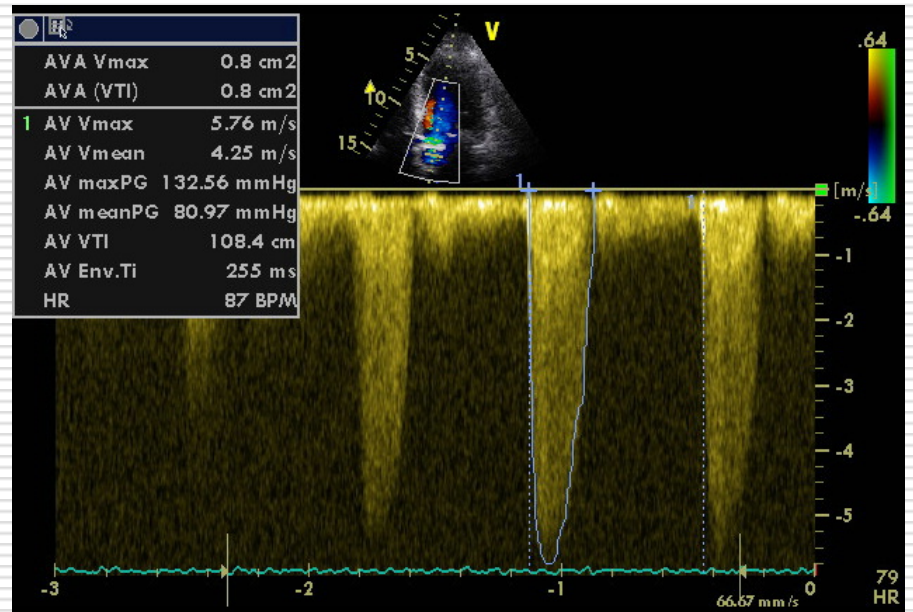 V
.64
5
10
15
AVA Vmax 0.8 cm2
AVA (VTI) 0.8 cm2
1 AV Vmax 5.76 m/s
AV Vmean 4.25 m/s
AV maxPG 132.56 mmHg
AV meanPG 80.97 mmHg
AV VTI 108.4 cm
AV Env.Ti 255 ms
HR 87 BPM
1
1
[m/s]
-.64
-1
-2
-3
-4
-5
-3 -2 -1 0
79
HR
66.67 mm/s